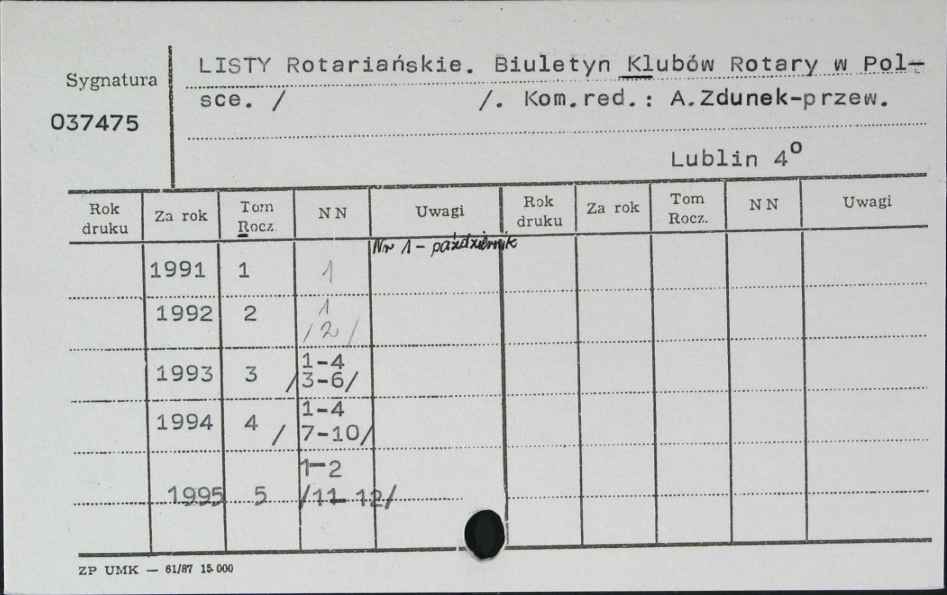 Sygnatura
037475
LISTY Rotariańskie. Biuletyn Klubów Rotary w Pol-
sce. / /. Kom.red.: A.Zdunek-przew.
Lublin 4º
Rok druku Za rok Tom Rocz. NN Uwagi Rok druku Za rok Tom Rocz. NN Uwagi
Nr 1 - październik
1991 1 1
1992 2 1
/2/
1993 3 1-4
/3-6/
1994 4 1-4
/ 7-10/
1-2
1995 5 /11-12/
ZP UMK — 61/87 15.000